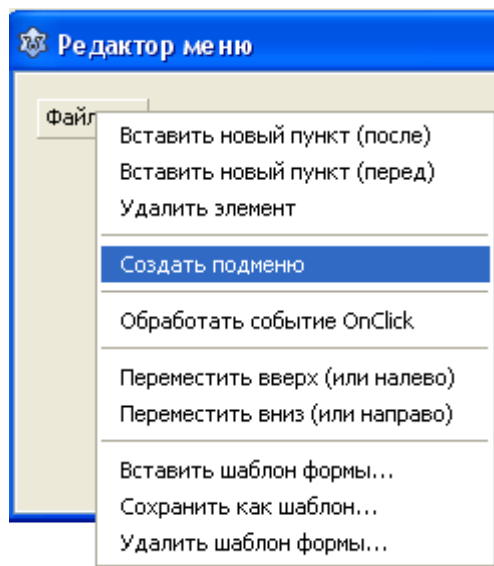 Редактор меню
Файл
Вставить новый пункт (после)
Вставить новый пункт (перед)
Удалить элемент
Создать подменю
Обработать событие OnClick
Переместить вверх (или налево)
Переместить вниз (или направо)
Вставить шаблон формы...
Сохранить как шаблон...
Удалить шаблон формы...